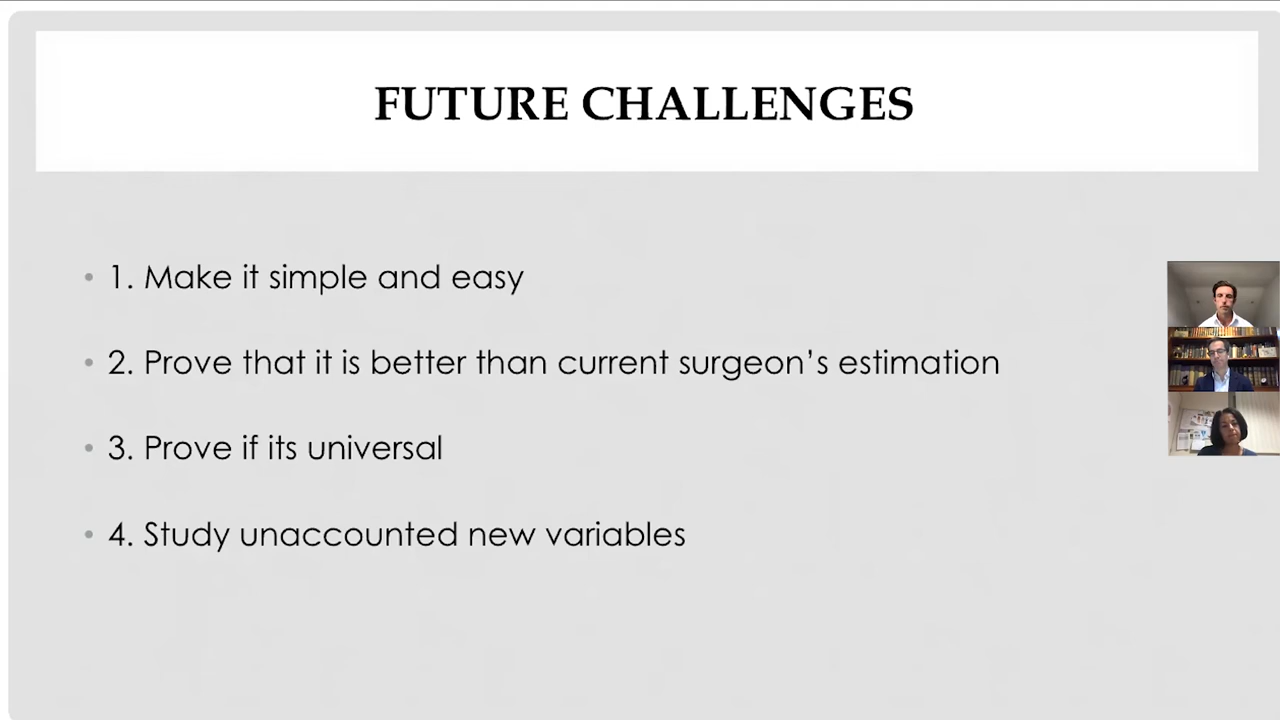 FUTURE CHALLENGES
• 1. Make it simple and easy
• 2. Prove that it is better than current surgeon’s estimation
• 3. Prove if its universal
• 4. Study unaccounted new variables